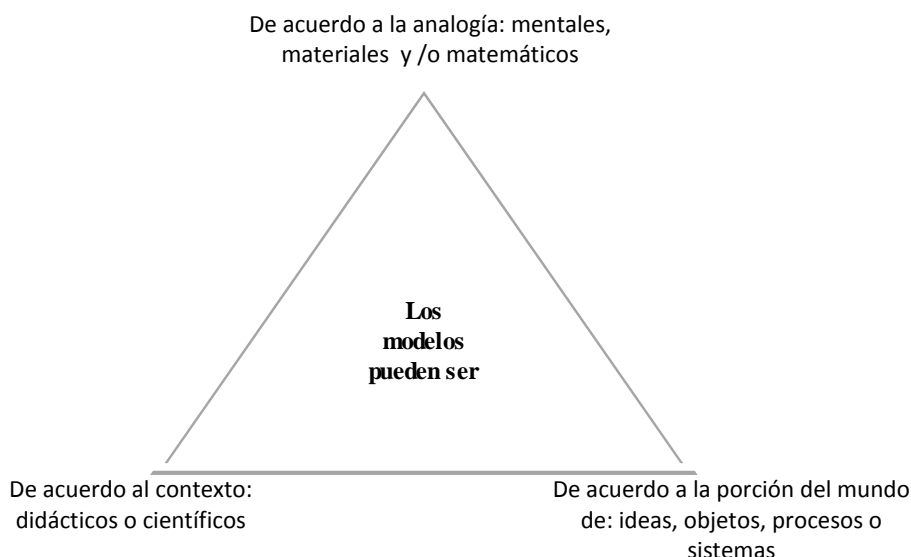 De acuerdo a la analogía: mentales,
materiales y /o matemáticos
Los
modelos
pueden ser
De acuerdo al contexto:
didácticos o científicos
De acuerdo a la porción del mundo
de: ideas, objetos, procesos o
sistemas